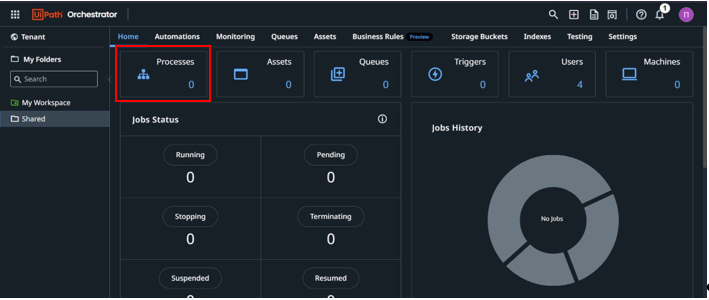 UiPath Orchestrator
1
П
Tenant
Home Automations Monitoring Queues Assets Business Rules Preview Storage Buckets Indexes Testing Settings
My Folders
Search
My Workspace
Shared
Processes
0
Assets
0
Queues
0
Triggers
0
Users
4
Machines
0
Jobs Status
Running
0
Pending
0
Stopping
0
Terminating
0
Suspended
Resumed
Jobs History
No Jobs